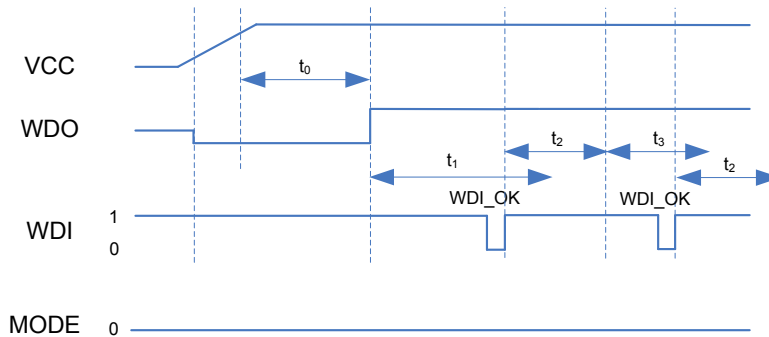 VCC
t0
WDO
t1
t2
t3
t2
WDI_OK
WDI_OK
WDI
1
0
MODE
0